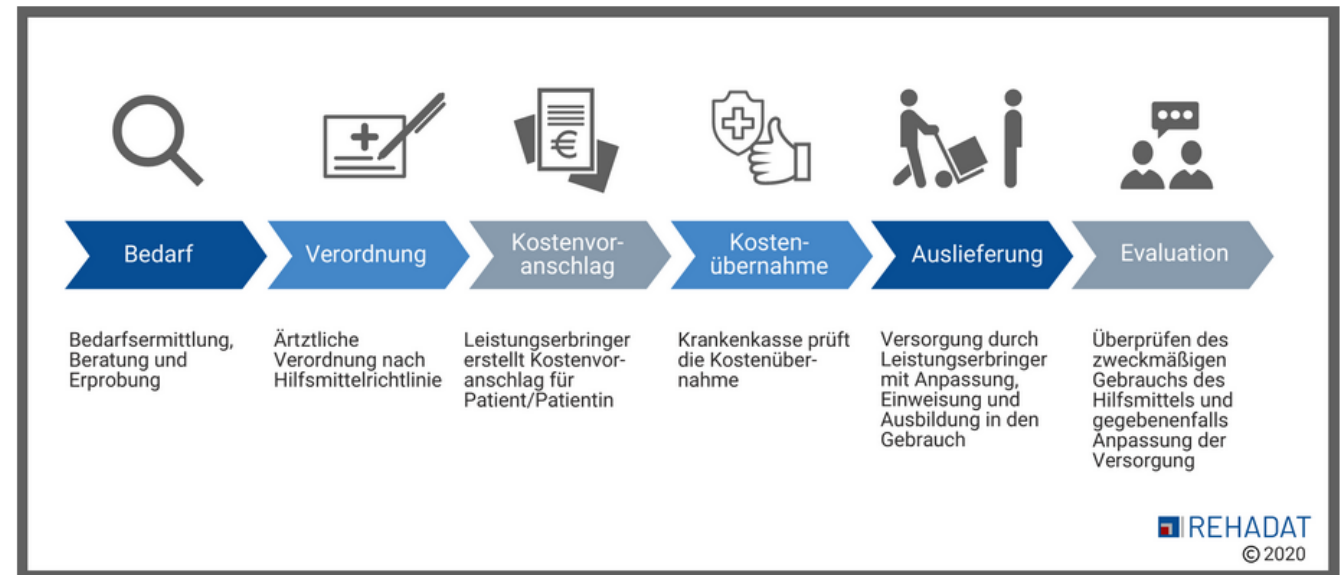 Bedarf
Verordnung
Kostenvor-
anschlag
Kosten-
übernahme
Auslieferung
Evaluation
Bedarfsermittlung,
Beratung und
Erprobung
Ärtztliche
Verordnung nach
Hilfsmittelrichtlinie
Leistungserbringer
erstellt Kostenvor-
anschlag für
Patient/Patientin
Krankenkasse prüft
die Kostenüber-
nahme
Versorgung durch
Leistungserbringer
mit Anpassung,
Einweisung und
Ausbildung in den
Gebrauch
Überprüfen des
zweckmäßigen
Gebrauchs des
Hilfsmittels und
gegebenenfalls
Anpassung der
Versorgung
REHADAT
© 2020